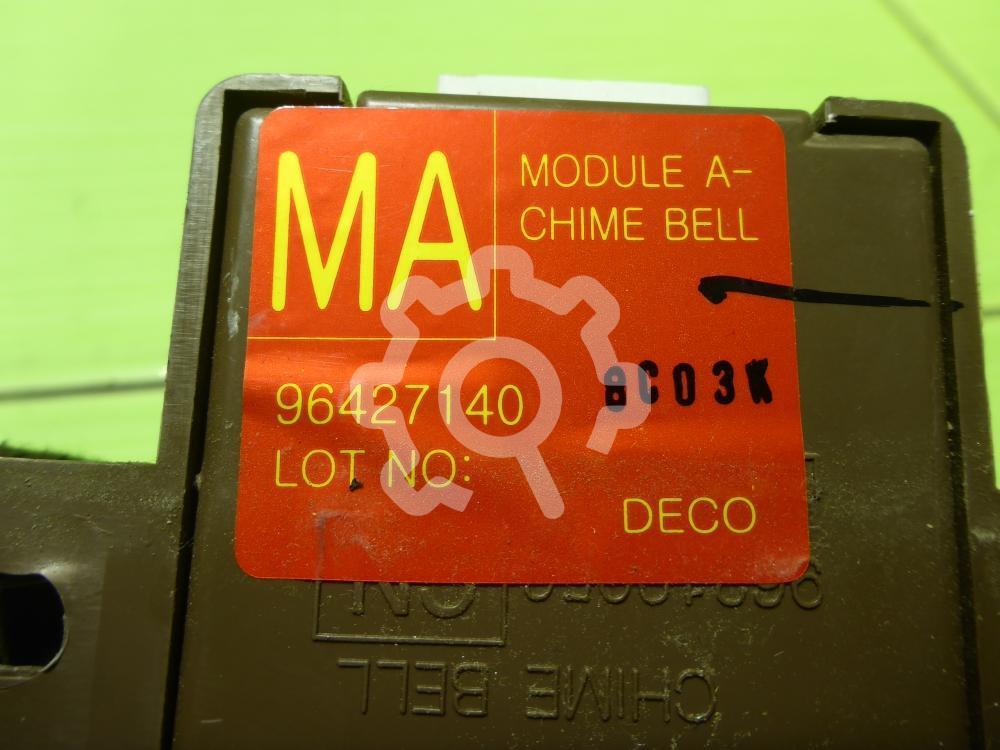 MA
MODULE A-
CHIME BELL
96427140
8C03K
LOT NO:
DECO
CHIME BELL